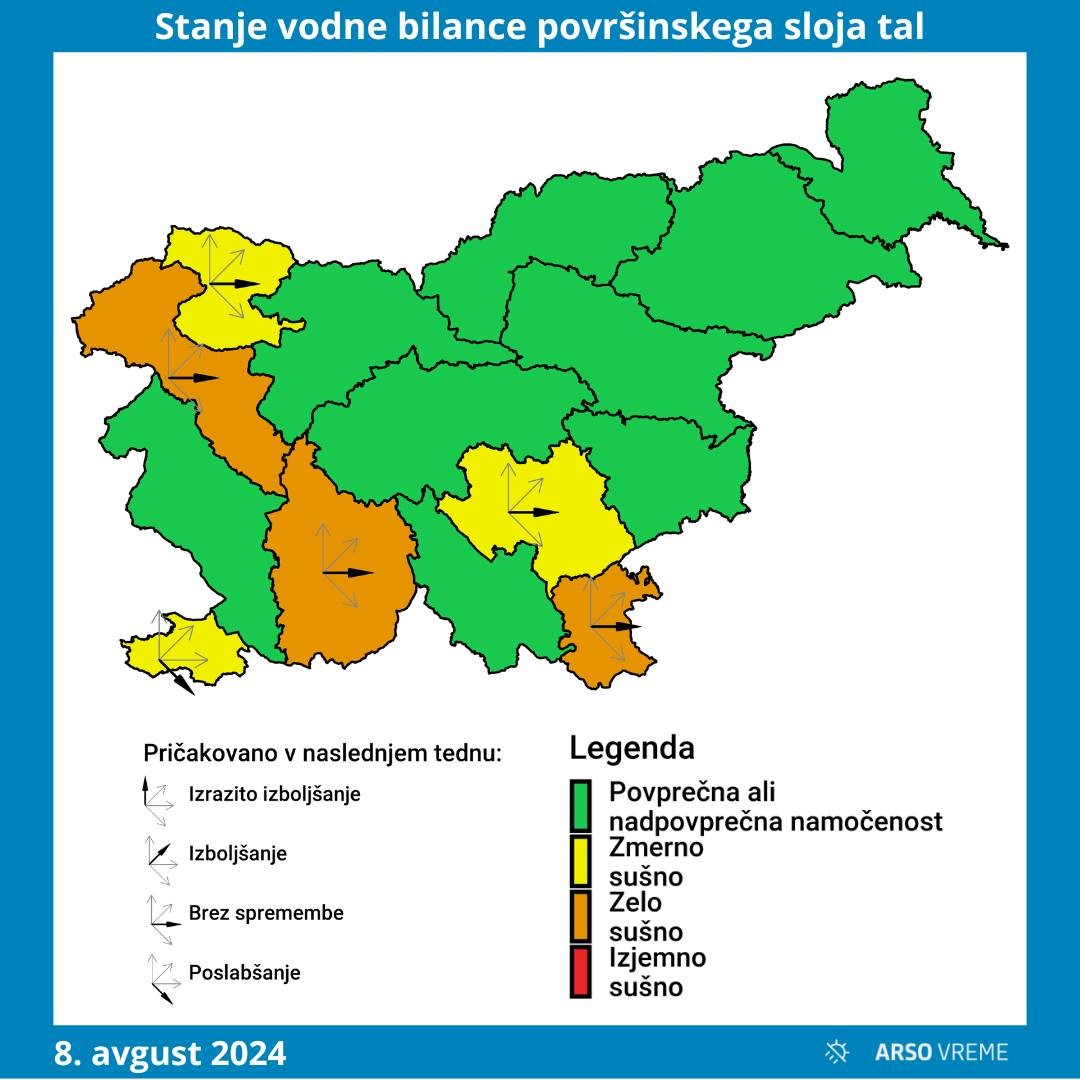 Stanje vodne bilance površinskega sloja tal
Pričakovano v naslednjem tednu:
Izrazito izboljšanje
Izboljšanje
Brez spremembe
Poslabšanje
Legenda
Povprečna ali
nadpovprečna namočenost
Zmerno
sušno
Zelo
sušno
Izjemno
sušno
8. avgust 2024
ARSO VREME